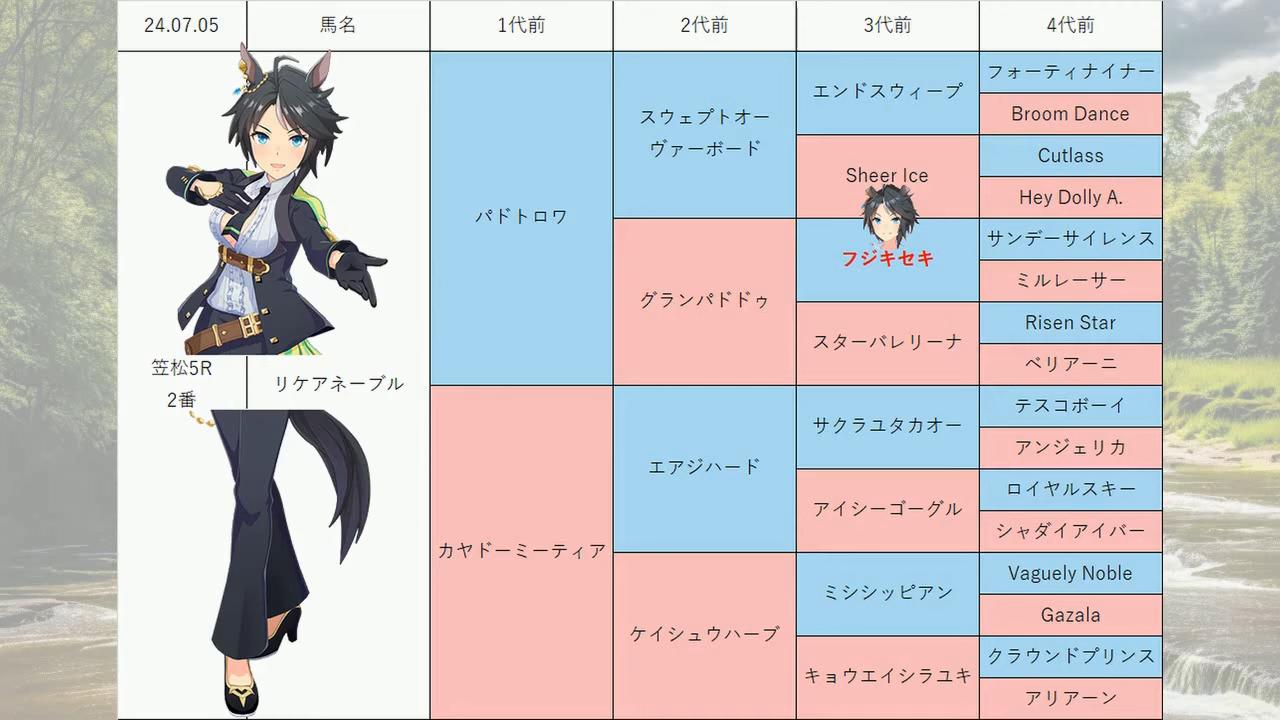 24.07.05
馬名
1代前
2代前
3代前
4代前
笠松5R
2番
リケアネーブル
パドトロワ
カヤドーミーティア
スウェプトオー
ヴァーボード
グランパドドゥ
エアジハード
ケイシュウハーブ
エンドスウィープ
Sheer Ice
フジキセキ
スターバレリーナ
サクラユタカオー
アイシーゴーグル
ミシシッピアン
キョウエイシラユキ
フォーティナイナー
Broom Dance
Cutlass
Hey Dolly A.
サンデーサイレンス
ミルレーサー
Risen Star
ベリアーニ
テスコボーイ
アンジェリカ
ロイヤルスキー
シャダイアイバー
Vaguely Noble
Gazala
クラウンドプリンス
アリアーン